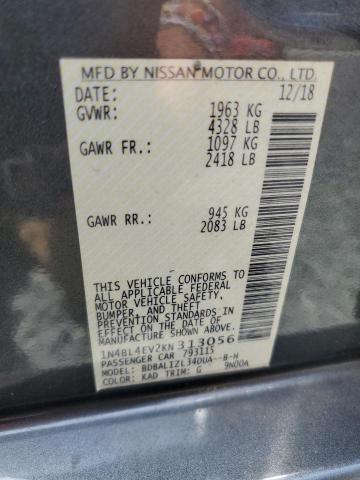 MFD BY NISSAN MOTOR CO., LTD.
DATE: 12/18
GVWR: 1963 KG
4328 LB
GAWR FR.: 1097 KG
2418 LB
GAWR RR.: 945 KG
2083 LB
THIS VEHICLE CONFORMS TO
ALL APPLICABLE FEDERAL
MOTOR VEHICLE SAFETY,
BUMPER, AND THEFT
PREVENTION STANDARDS IN
EFFECT ON THE DATE OF
MANUFACTURE SHOWN ABOVE.
1N4BL4EV2KN313056
PASSENGER CAR 793115
MODEL: BDBALIZL34DUA--B-H
COLOR: KAD TRIM: G 9N00A